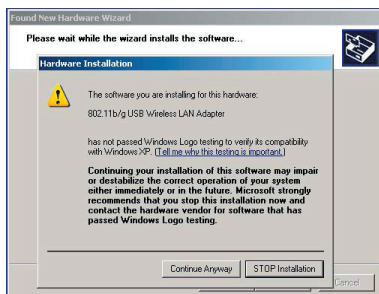 Found New Hardware Wizard
Please wait while the wizard installs the software...
Hardware Installation
The software you are installing for this hardware:
802.11b/g USB Wireless LAN Adapter
has not passed Windows Logo testing to verify its compatibility
with Windows XP. (Tell me why this testing is important.)
Continuing your installation of this software may impair
or destabilize the correct operation of your system
either immediately or in the future. Microsoft strongly
recommends that you stop this installation now and
contact the hardware vendor for software that has
passed Windows Logo testing.
Continue Anyway
STOP Installation
Cancel